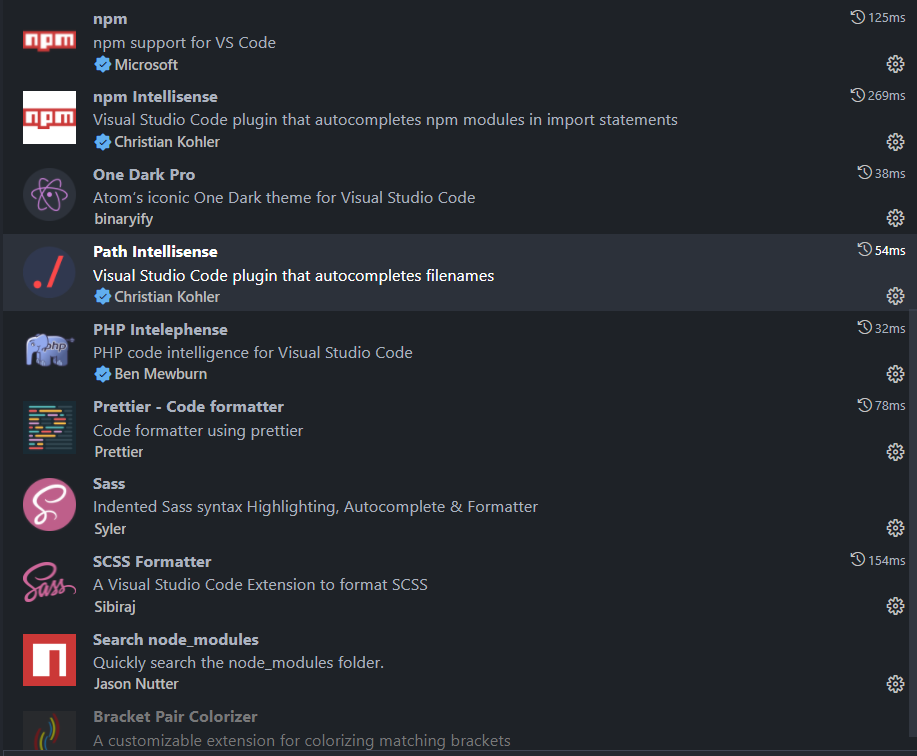 npm
125ms
npm support for VS Code
Microsoft
npm
npm Intellisense
269ms
Visual Studio Code plugin that autocompletes npm modules in import statements
Christian Kohler
npm
One Dark Pro
38ms
Atom's iconic One Dark theme for Visual Studio Code
binaryify
Path Intellisense
54ms
Visual Studio Code plugin that autocompletes filenames
Christian Kohler
./
PHP Intelephense
32ms
PHP code intelligence for Visual Studio Code
Ben Mewburn
php
Prettier - Code formatter
78ms
Code formatter using prettier
Prettier
Sass
Indented Sass syntax Highlighting, Autocomplete & Formatter
Syler
SCSS Formatter
154ms
A Visual Studio Code Extension to format SCSS
Sibiraj
Sass
Search node_modules
Quickly search the node_modules folder.
Jason Nutter
Bracket Pair Colorizer
A customizable extension for colorizing matching brackets